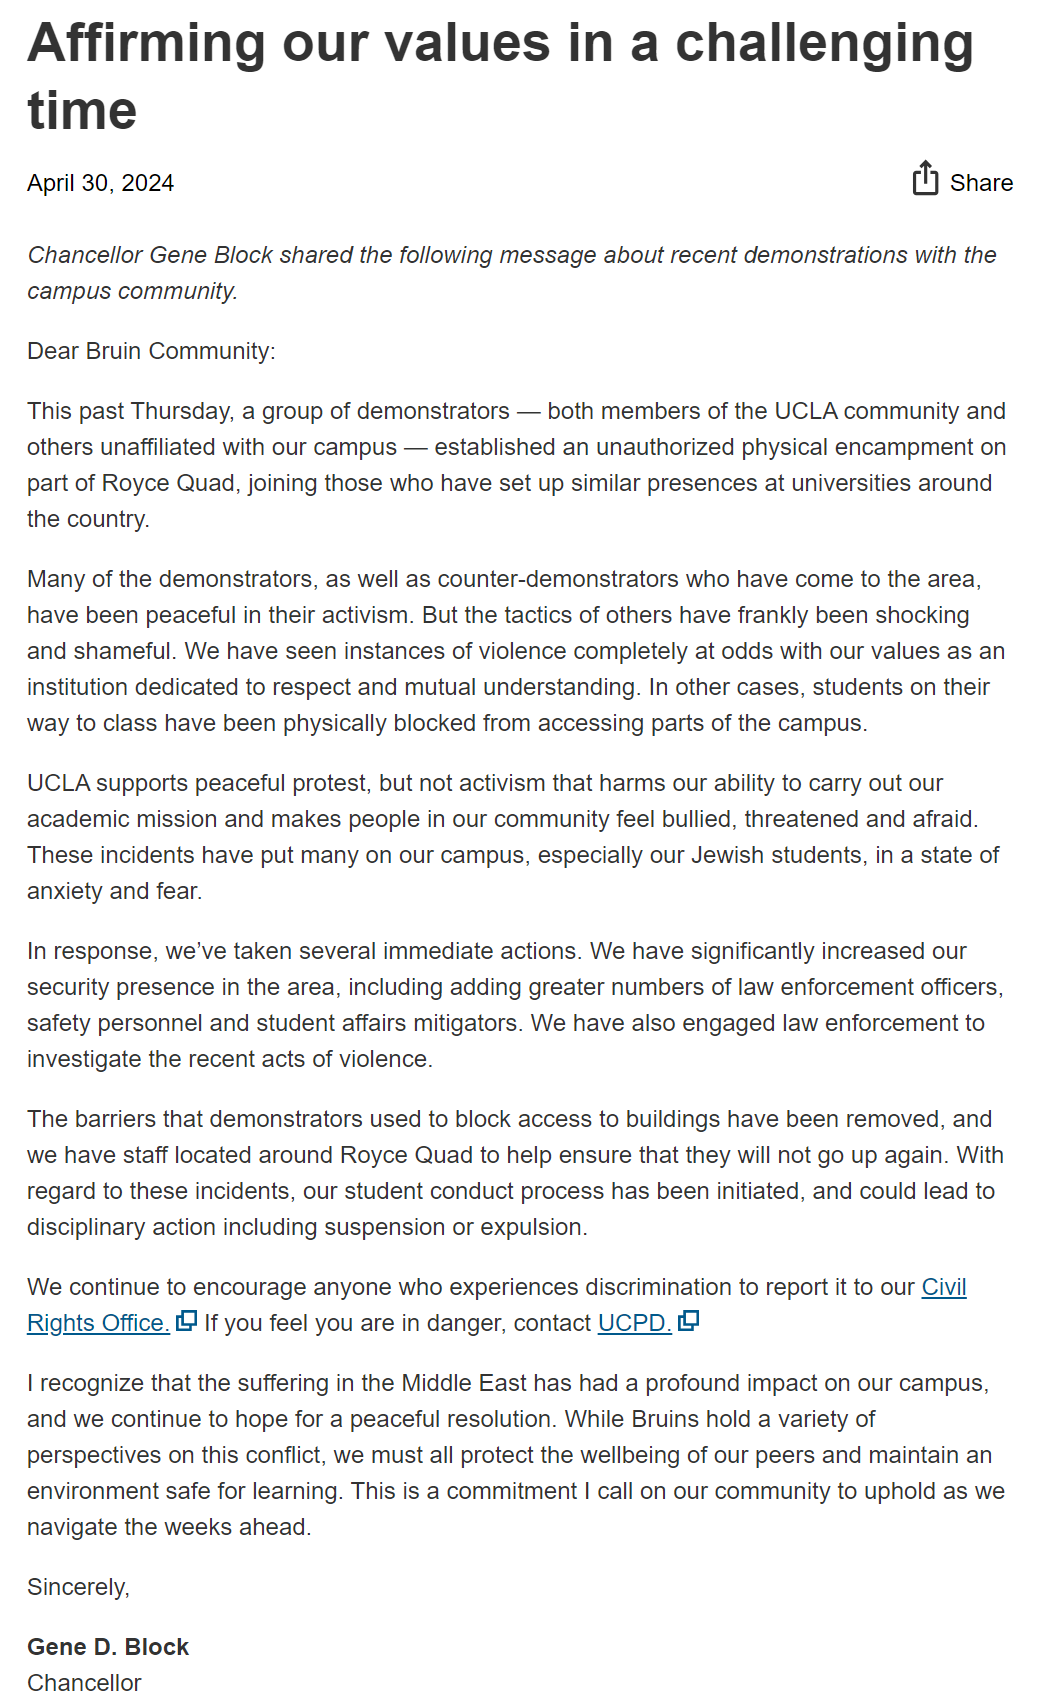 Affirming our values in a challenging
time
April 30, 2024
Share
Chancellor Gene Block shared the following message about recent demonstrations with the
campus community.
Dear Bruin Community:
This past Thursday, a group of demonstrators — both members of the UCLA community and
others unaffiliated with our campus — established an unauthorized physical encampment on
part of Royce Quad, joining those who have set up similar presences at universities around
the country.
Many of the demonstrators, as well as counter-demonstrators who have come to the area,
have been peaceful in their activism. But the tactics of others have frankly been shocking
and shameful. We have seen instances of violence completely at odds with our values as an
institution dedicated to respect and mutual understanding. In other cases, students on their
way to class have been physically blocked from accessing parts of the campus.
UCLA supports peaceful protest, but not activism that harms our ability to carry out our
academic mission and makes people in our community feel bullied, threatened and afraid.
These incidents have put many on our campus, especially our Jewish students, in a state of
anxiety and fear.
In response, we’ve taken several immediate actions. We have significantly increased our
security presence in the area, including adding greater numbers of law enforcement officers,
safety personnel and student affairs mitigators. We have also engaged law enforcement to
investigate the recent acts of violence.
The barriers that demonstrators used to block access to buildings have been removed, and
we have staff located around Royce Quad to help ensure that they will not go up again. With
regard to these incidents, our student conduct process has been initiated, and could lead to
disciplinary action including suspension or expulsion.
We continue to encourage anyone who experiences discrimination to report it to our Civil
Rights Office. If you feel you are in danger, contact UCPD.
I recognize that the suffering in the Middle East has had a profound impact on our campus,
and we continue to hope for a peaceful resolution. While Bruins hold a variety of
perspectives on this conflict, we must all protect the wellbeing of our peers and maintain an
environment safe for learning. This is a commitment I call on our community to uphold as we
navigate the weeks ahead.
Sincerely,
Gene D. Block
Chancellor